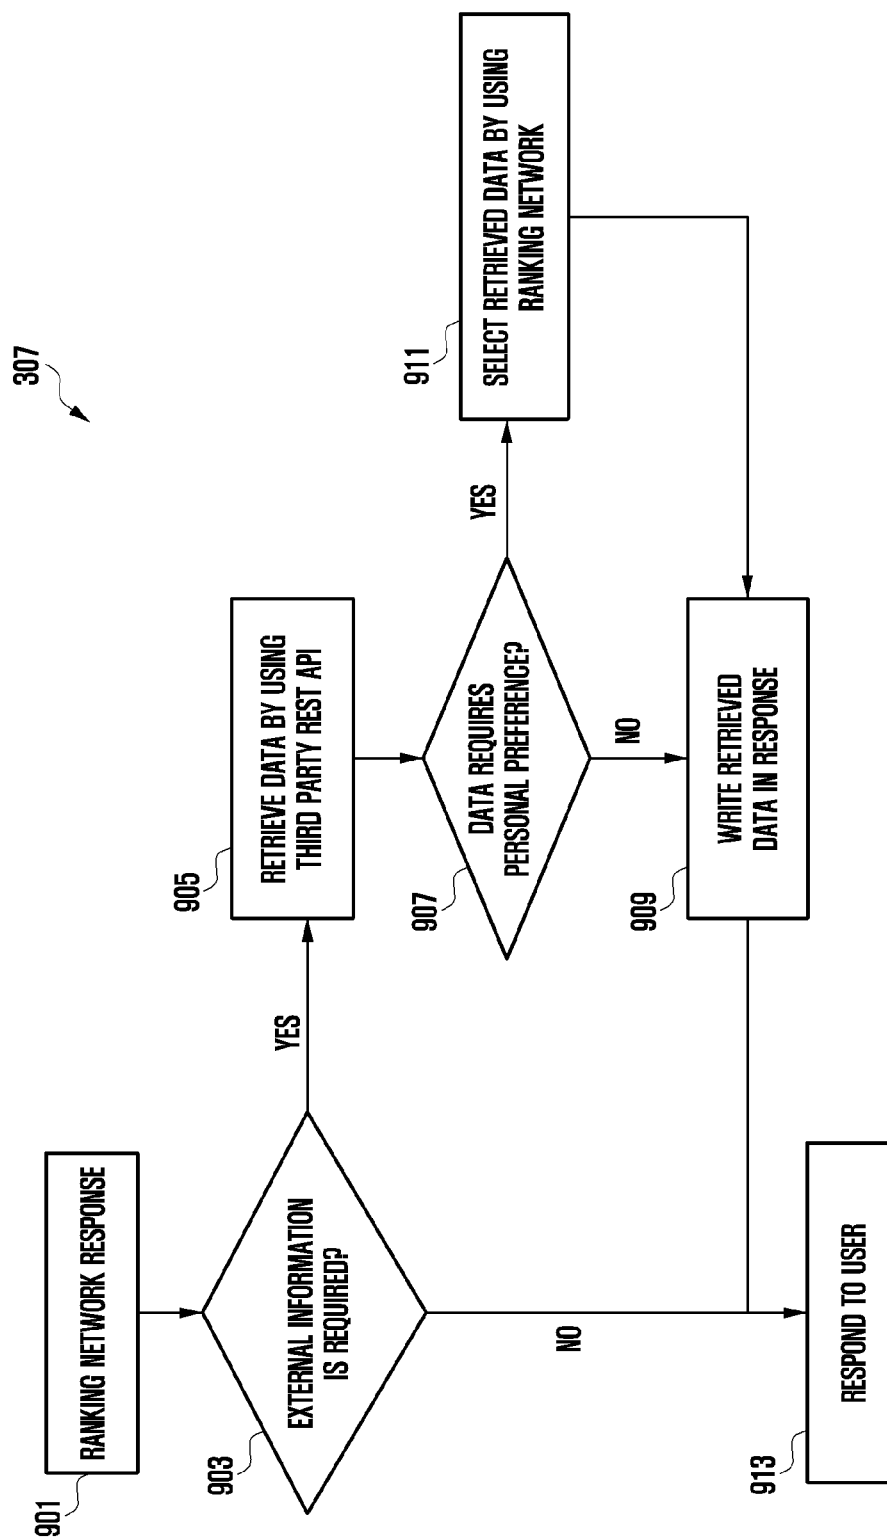 307
901
RANKING NETWORK RESPONSE
903
EXTERNAL INFORMATION
IS REQUIRED?
YES
NO
905
RETRIEVE DATA BY USING
THIRD PARTY REST API
907
DATA REQUIRES
PERSONAL PREFERENCE?
YES
NO
911
SELECT RETRIEVED DATA BY USING
RANKING NETWORK
909
WRITE RETRIEVED
DATA IN RESPONSE
913
RESPOND TO USER